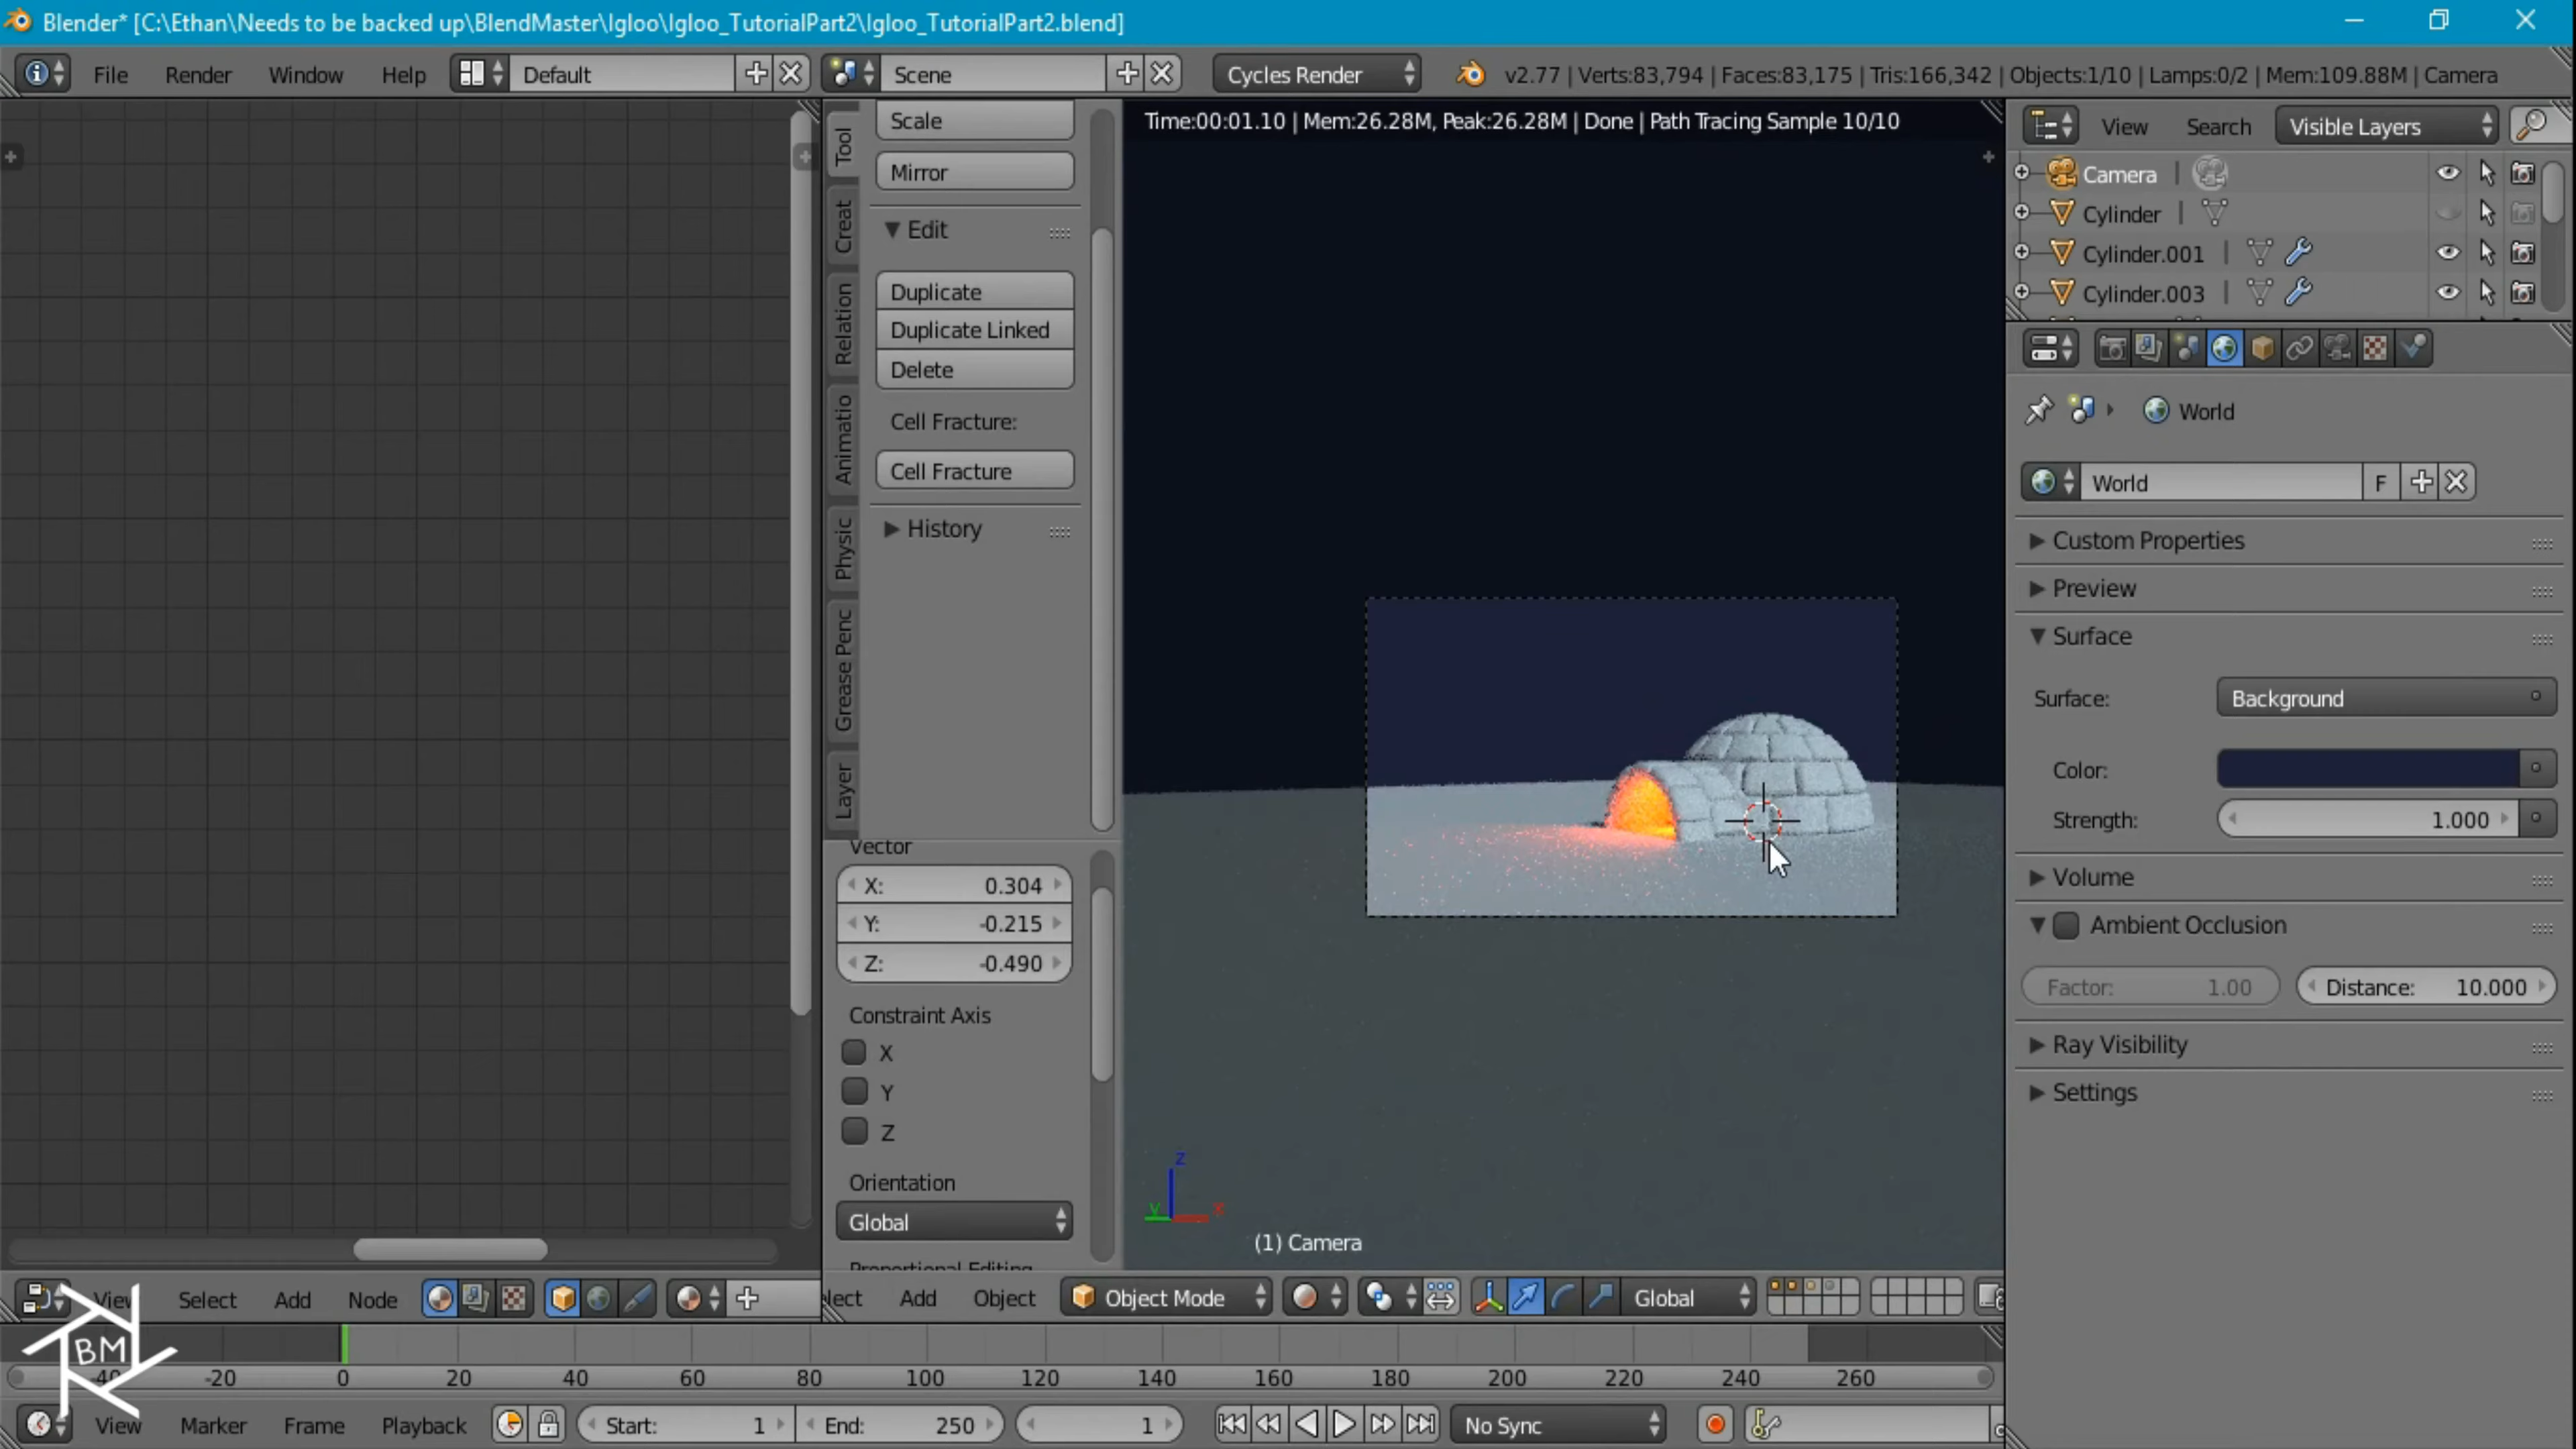 Blender* [C:\Ethan\Needs to be backed up\BlendMaster\Igloo\Igloo_TutorialPart2\Igloo_TutorialPart2.blend]
File Render Window Help Default Scene Cycles Render v2.77 | Verts:83,794 | Faces:83,175 | Tris:166,342 | Objects:1/10 | Lamps:0/2 | Mem:109.88M | Camera
Time:00:01.10 | Mem:26.28M, Peak:26.28M | Done | Path Tracing Sample 10/10
Tool
Creat
Relation
Animatio
Physic
Grease Penc
Layer
Scale
Mirror
Edit
Duplicate
Duplicate Linked
Delete
Cell Fracture:
Cell Fracture
History
Vector
X: 0.304
Y: -0.215
Z: -0.490
Constraint Axis
X
Y
Z
Orientation
Global
Proportional Editing
z
y x
(1) Camera
View Search Visible Layers
Camera
Cylinder
Cylinder.001
Cylinder.003
World
World F
Custom Properties
Preview
Surface
Surface: Background
Color:
Strength: 1.000
Volume
Ambient Occlusion
Factor: 1.00 Distance: 10.000
Ray Visibility
Settings
View Select Add Node
lect Add Object Object Mode Global
BM
-40 -20 0 20 40 60 80 100 120 140 160 180 200 220 240 260
View Marker Frame Playback Start: 1 End: 250 1 No Sync